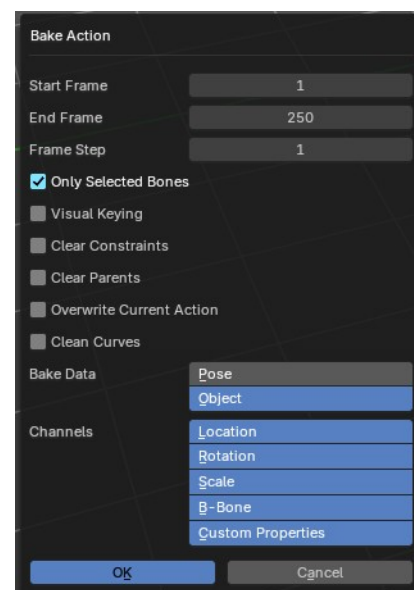 Bake Action
Start Frame 1
End Frame 250
Frame Step 1
Only Selected Bones
Visual Keying
Clear Constraints
Clear Parents
Overwrite Current Action
Clean Curves
Bake Data Pose
Object
Channels Location
Rotation
Scale
B-Bone
Custom Properties
OK Cancel